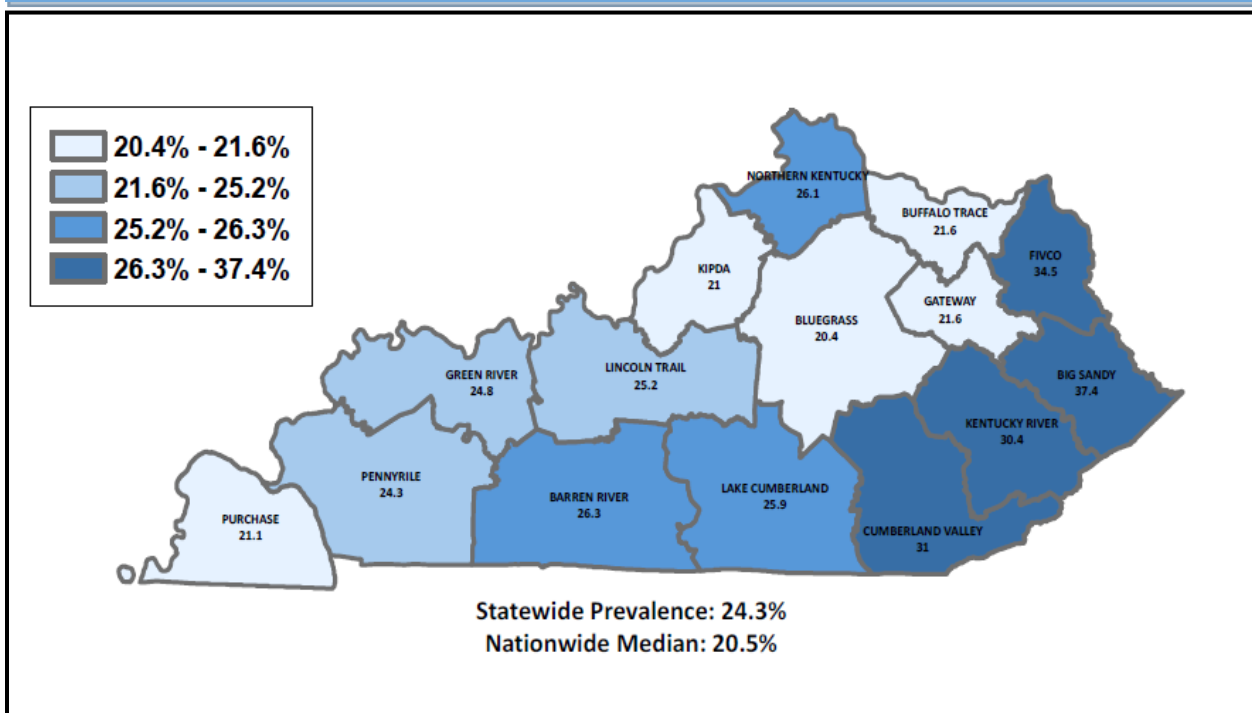 20.4% - 21.6%
21.6% - 25.2%
25.2% - 26.3%
26.3% - 37.4%
NORTHERN KENTUCKY
26.1
BUFFALO TRACE
21.6
FIVCO
34.5
KIPDA
21
GATEWAY
21.6
BLUEGRASS
20.4
GREEN RIVER
24.8
LINCOLN TRAIL
25.2
BIG SANDY
37.4
KENTUCKY RIVER
30.4
PENNYRILE
24.3
BARREN RIVER
26.3
LAKE CUMBERLAND
25.9
PURCHASE
21.1
CUMBERLAND VALLEY
31
Statewide Prevalence: 24.3%
Nationwide Median: 20.5%